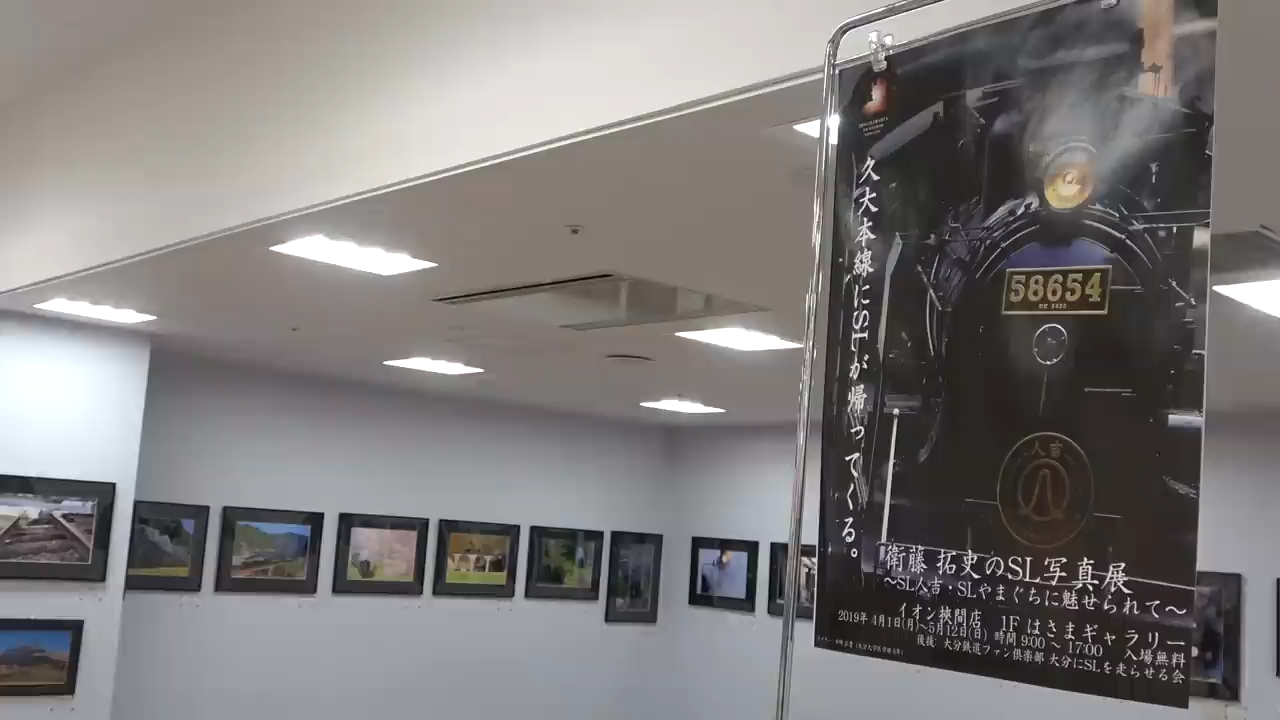 久大本線にSLが帰ってくる。
58654
人吉
衛藤 拓史のSL写真展
〜SL人吉・SLやまぐちに魅せられて〜
イオン挾間店 1F はさまギャラリー
2019年 4月1日(月)〜5月12日(日) 時間 9:00 〜 17:00 入場無料
後援: 大分鉄道ファン倶楽部 大分にSLを走らせる会